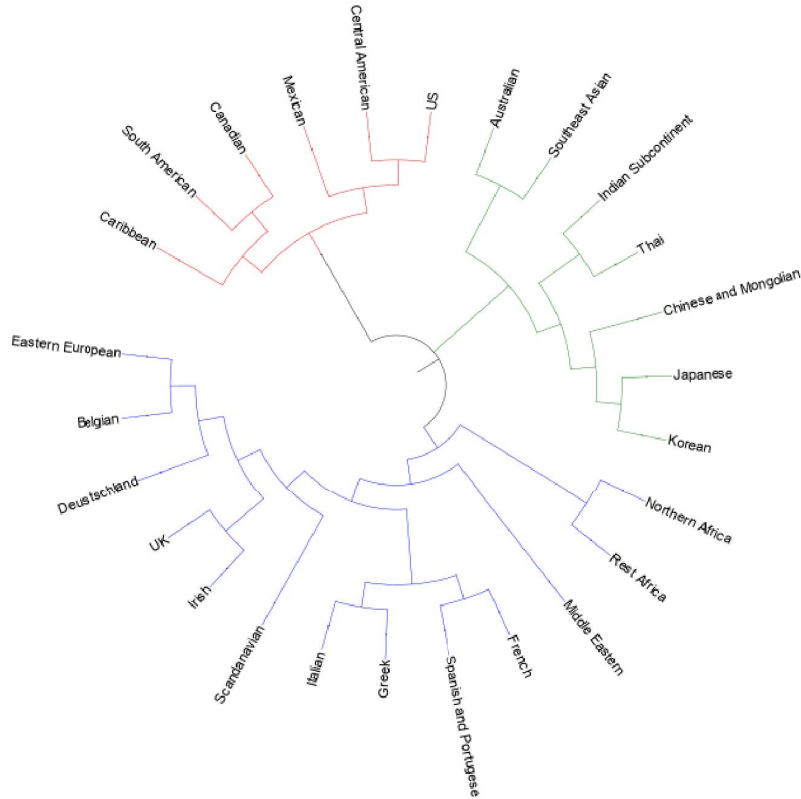 Central American
US
Mexican
Canadian
South American
Caribbean
Australian
Southeast Asian
Indian Subcontinent
Thai
Chinese and Mongolian
Japanese
Korean
Northern Africa
Rest Africa
Middle Eastern
French
Spanish and Portugese
Greek
Italian
Scandanavian
Irish
UK
Deustschland
Belgian
Eastern European